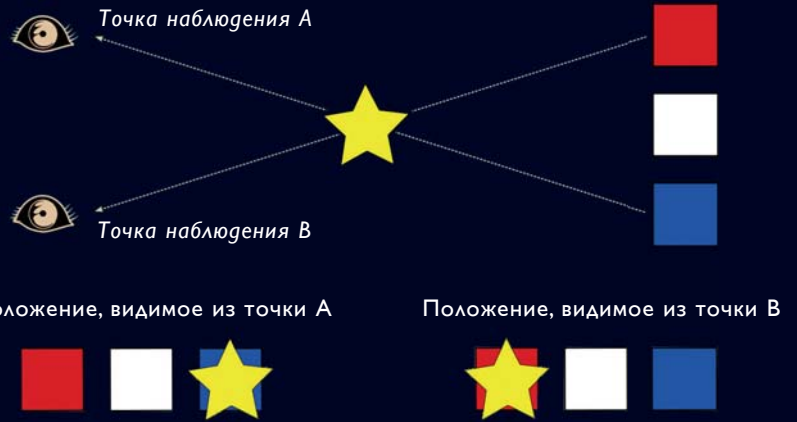 Точка наблюдения А
Точка наблюдения В
оложение, видимое из точки А
Положение, видимое из точки В